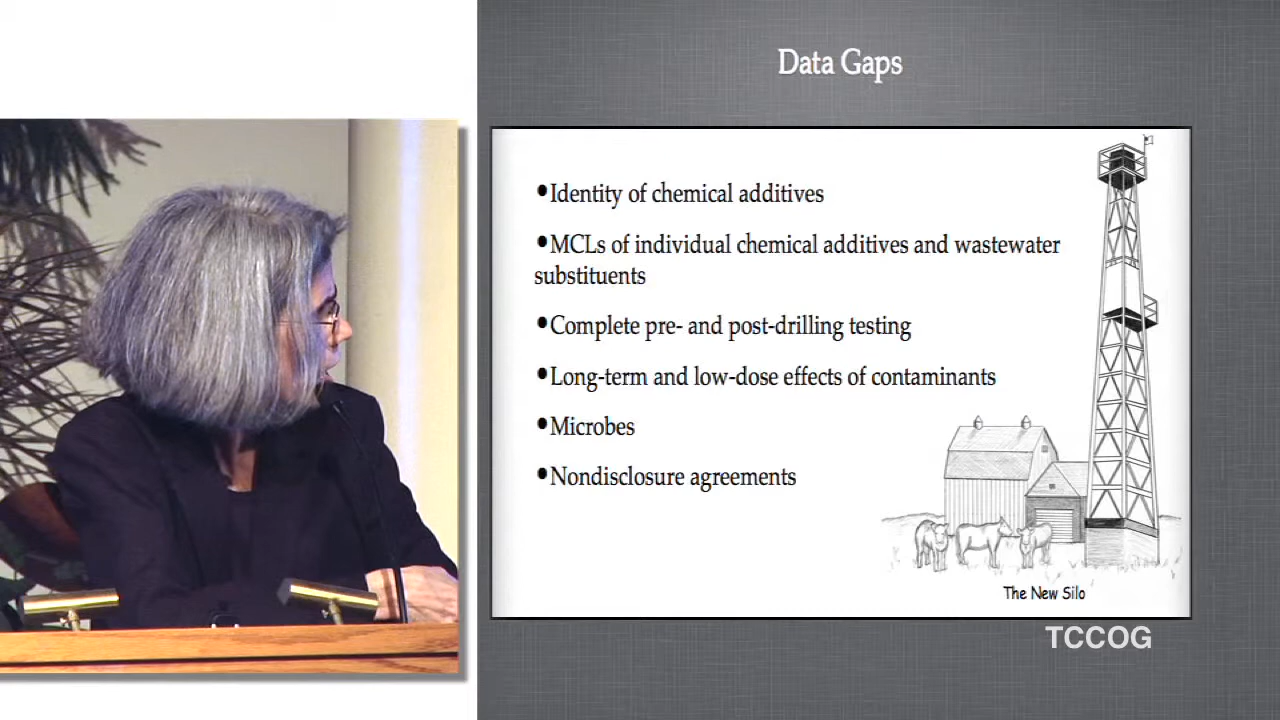 Data Gaps
•Identity of chemical additives
•MCLs of individual chemical additives and wastewater
substituents
•Complete pre- and post-drilling testing
•Long-term and low-dose effects of contaminants
•Microbes
•Nondisclosure agreements
The New Silo
TCCOG